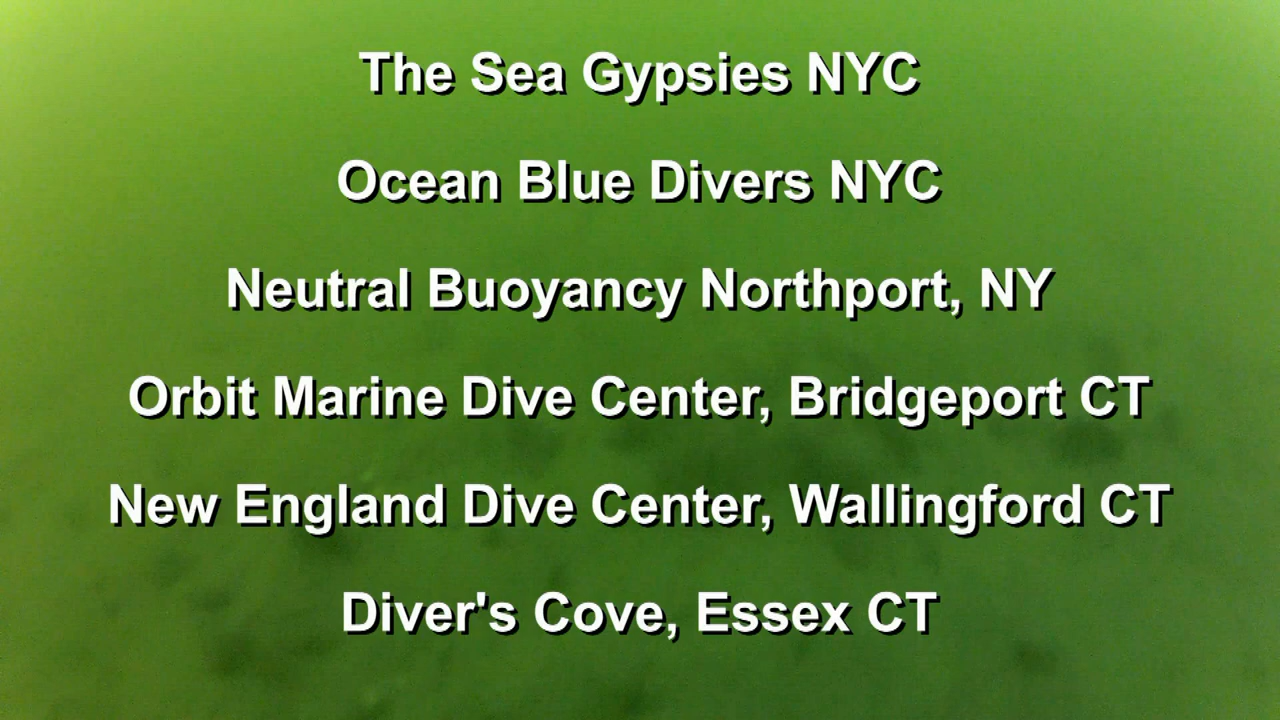 The Sea Gypsies NYC
Ocean Blue Divers NYC
Neutral Buoyancy Northport, NY
Orbit Marine Dive Center, Bridgeport CT
New England Dive Center, Wallingford CT
Diver's Cove, Essex CT